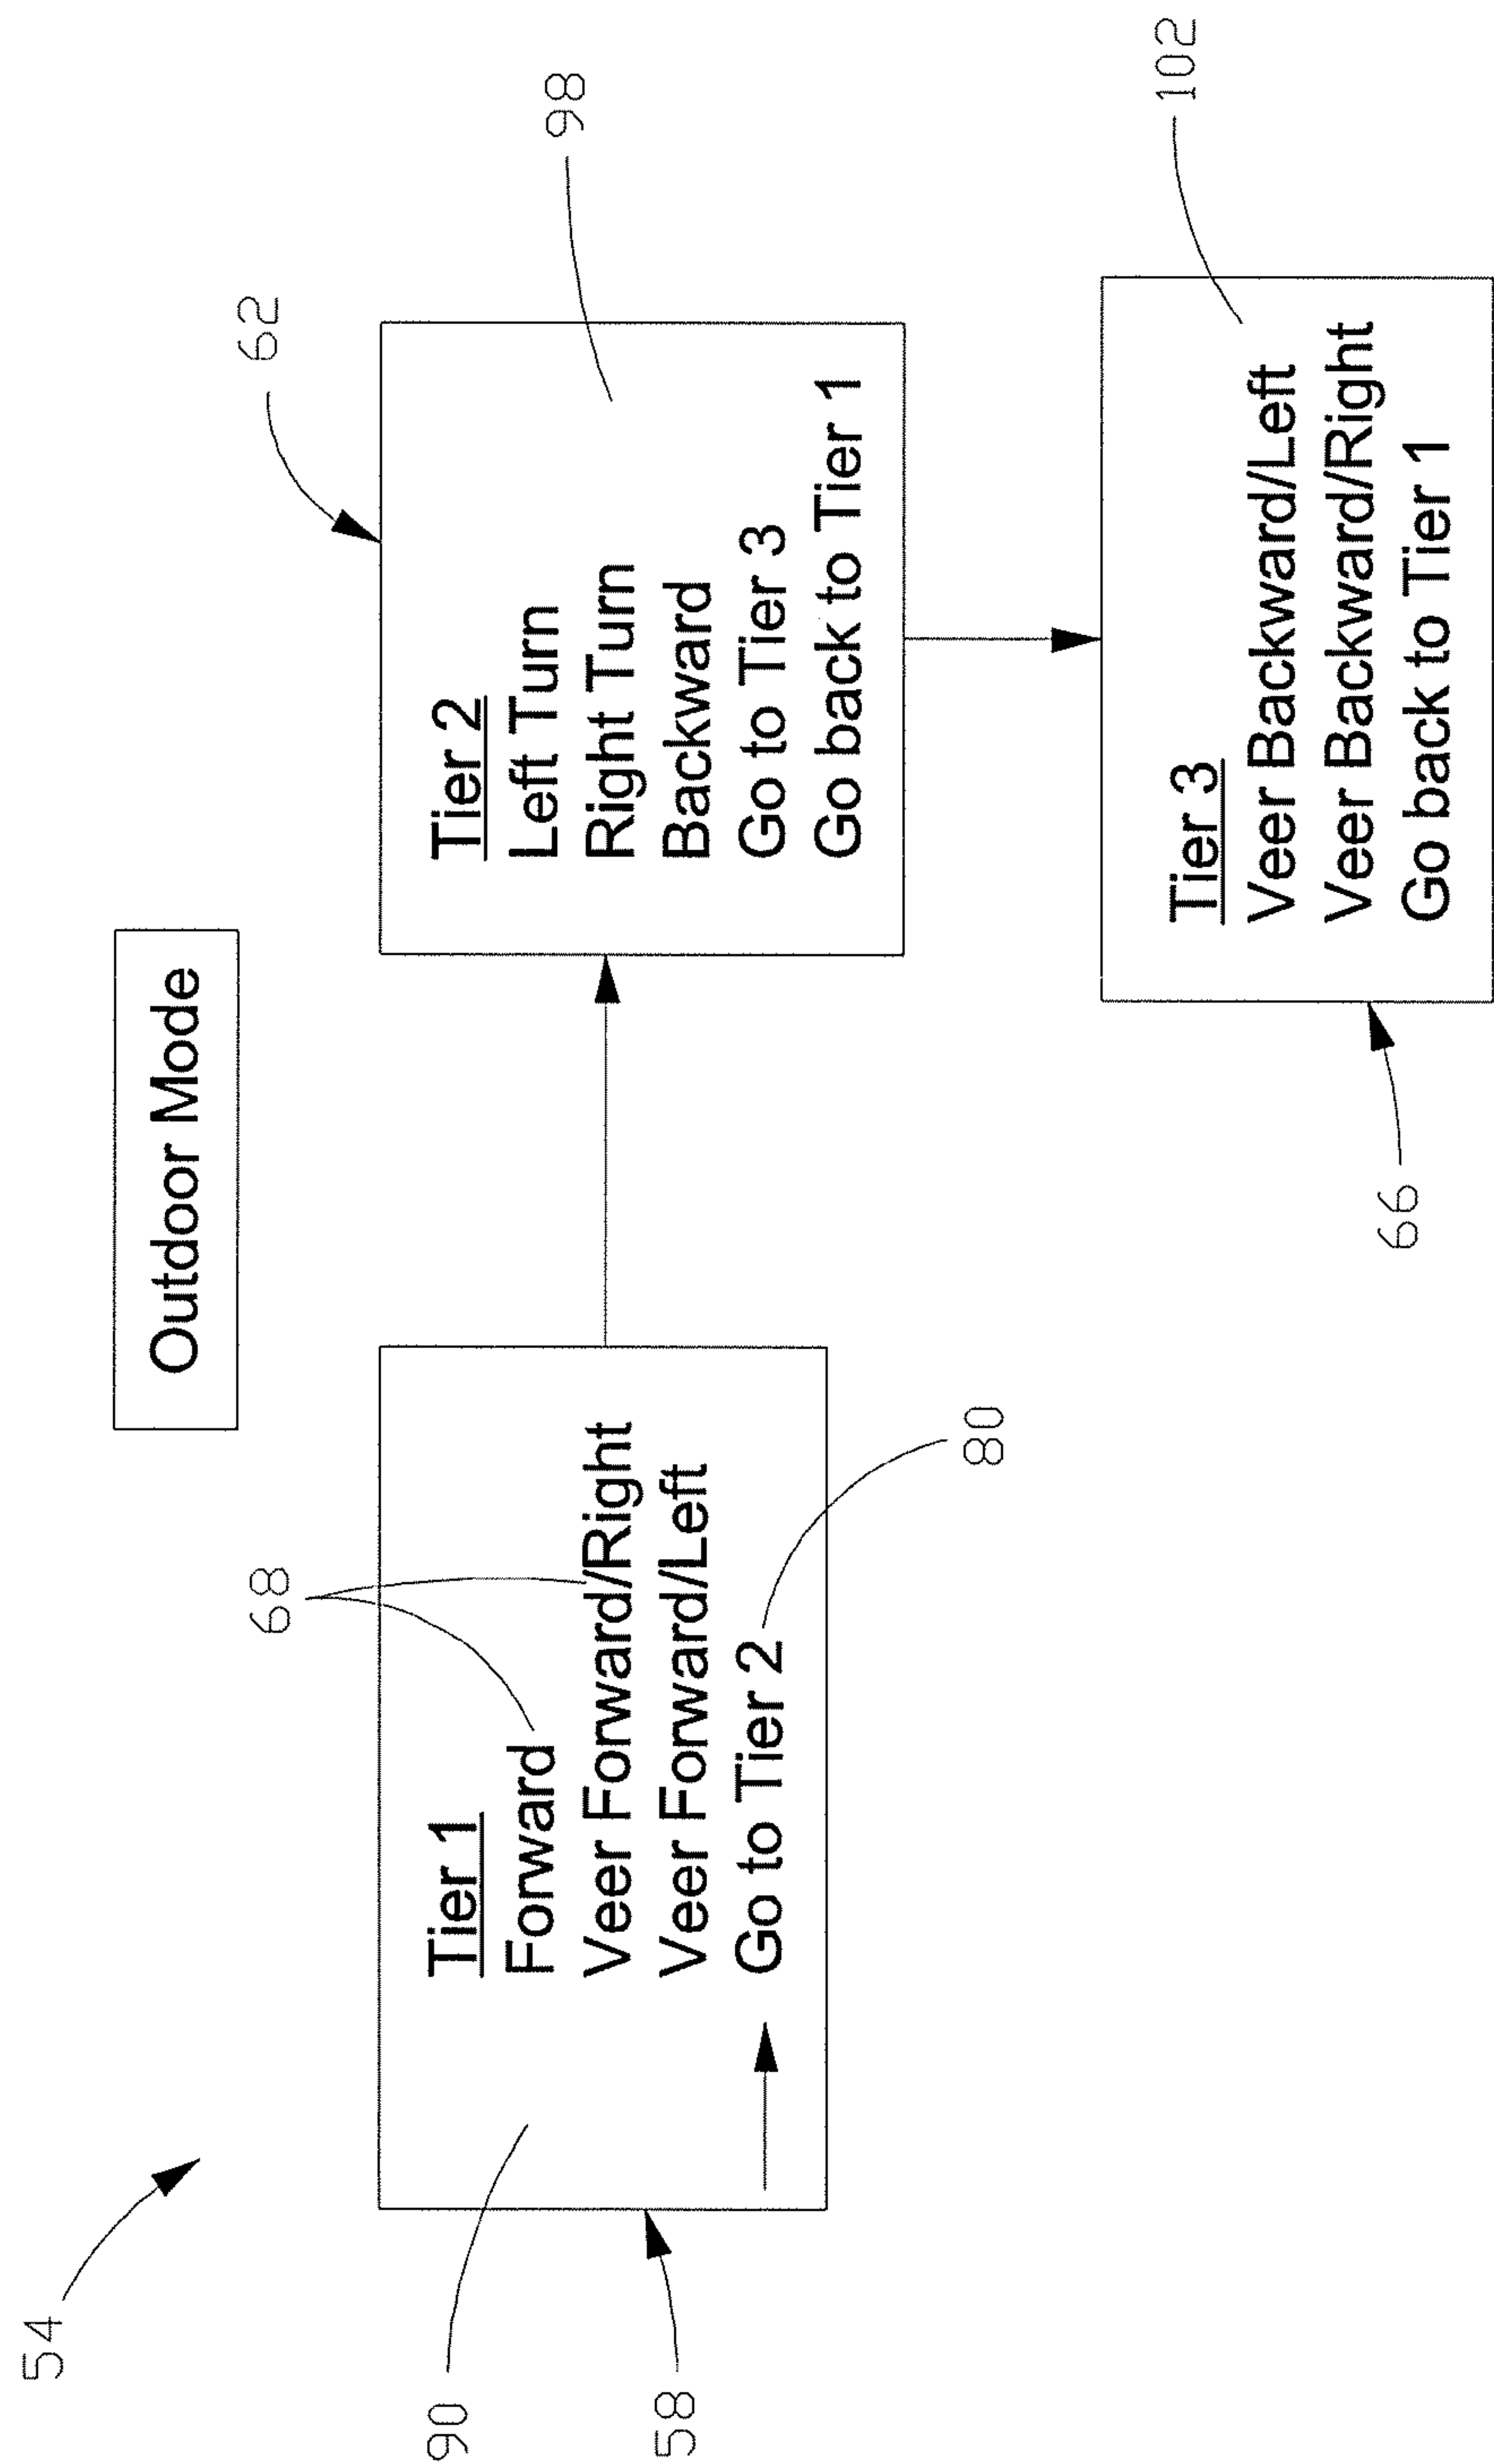 54
Outdoor Mode
68
62
98
90
Tier 1
Forward
Veer Forward/Right
Veer Forward/Left
Go to Tier 2
58
80
Tier 2
Left Turn
Right Turn
Backward
Go to Tier 3
Go back to Tier 1
102
Tier 3
Veer Backward/Left
Veer Backward/Right
Go back to Tier 1
66